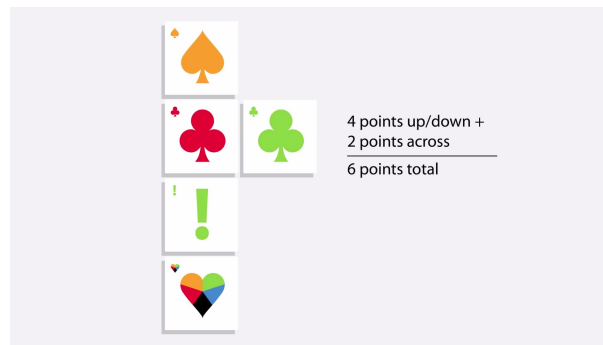 4 points up/down +
2 points across
6 points total
!
!